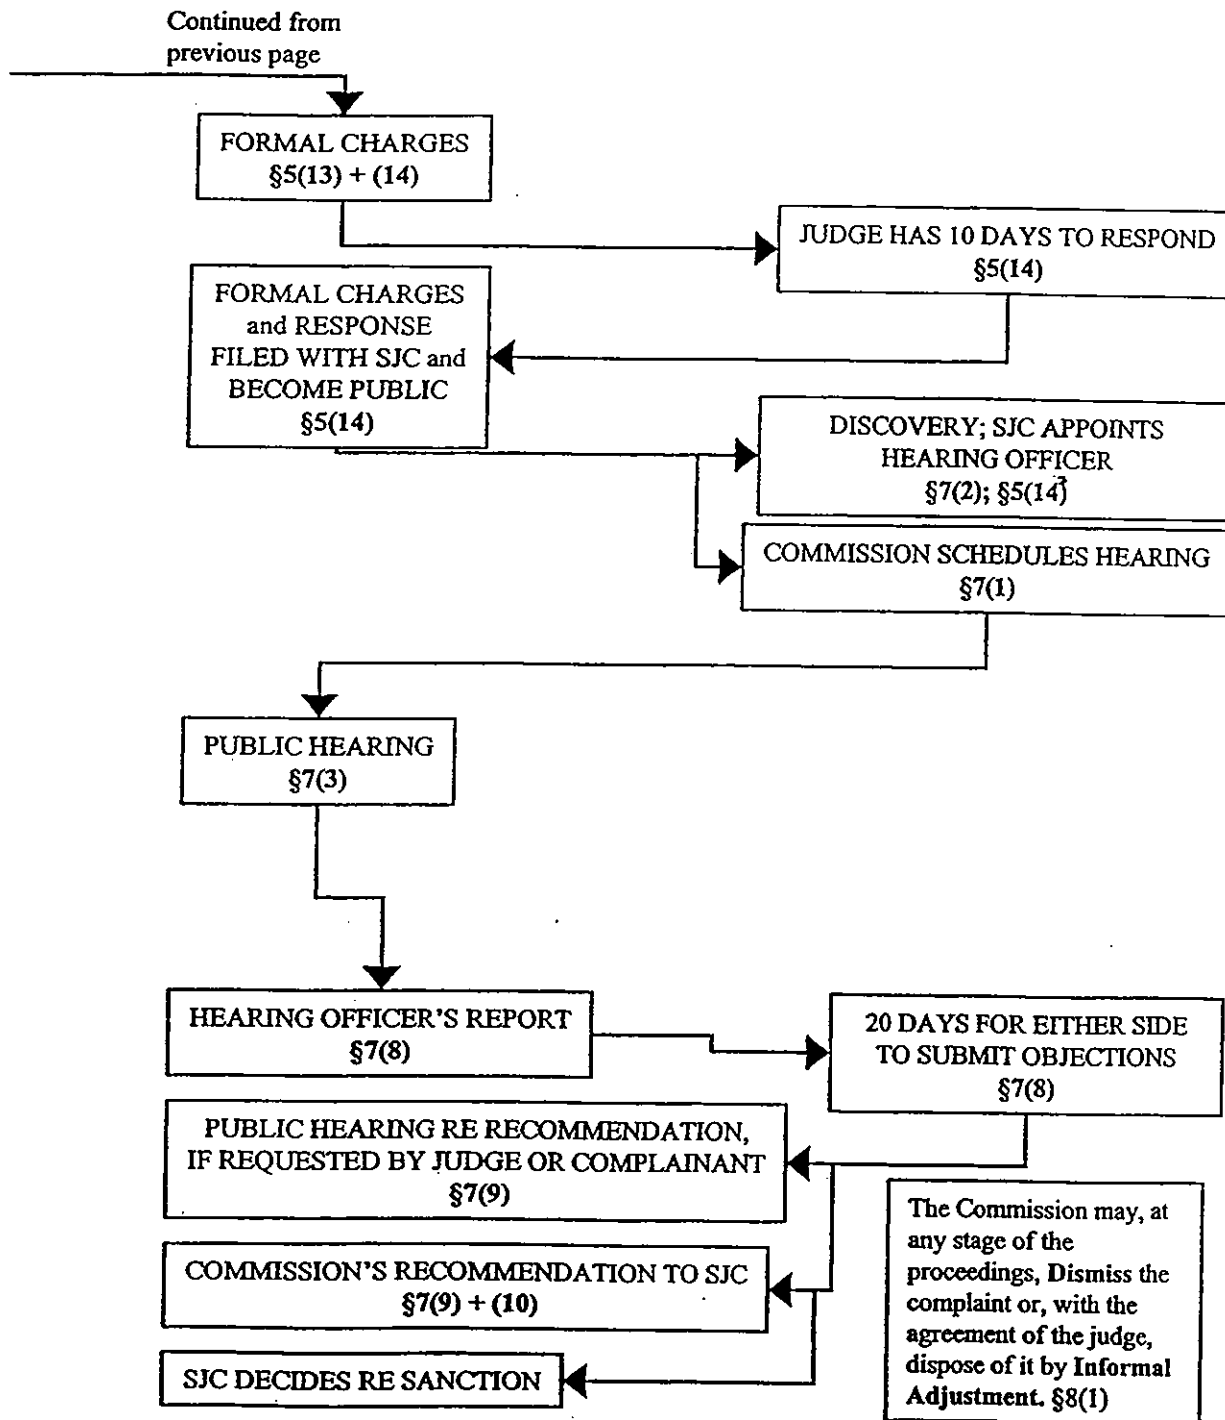 Continued from
previous page
FORMAL CHARGES
§5(13) + (14)
JUDGE HAS 10 DAYS TO RESPOND
§5(14)
FORMAL CHARGES
and RESPONSE
FILED WITH SJC and
BECOME PUBLIC
§5(14)
DISCOVERY; SJC APPOINTS
HEARING OFFICER
§7(2); §5(14)
COMMISSION SCHEDULES HEARING
§7(1)
PUBLIC HEARING
§7(3)
HEARING OFFICER'S REPORT
§7(8)
20 DAYS FOR EITHER SIDE
TO SUBMIT OBJECTIONS
§7(8)
PUBLIC HEARING RE RECOMMENDATION,
IF REQUESTED BY JUDGE OR COMPLAINANT
§7(9)
COMMISSION'S RECOMMENDATION TO SJC
§7(9) + (10)
SJC DECIDES RE SANCTION
The Commission may, at
any stage of the
proceedings, Dismiss the
complaint or, with the
agreement of the judge,
dispose of it by Informal
Adjustment. §8(1)